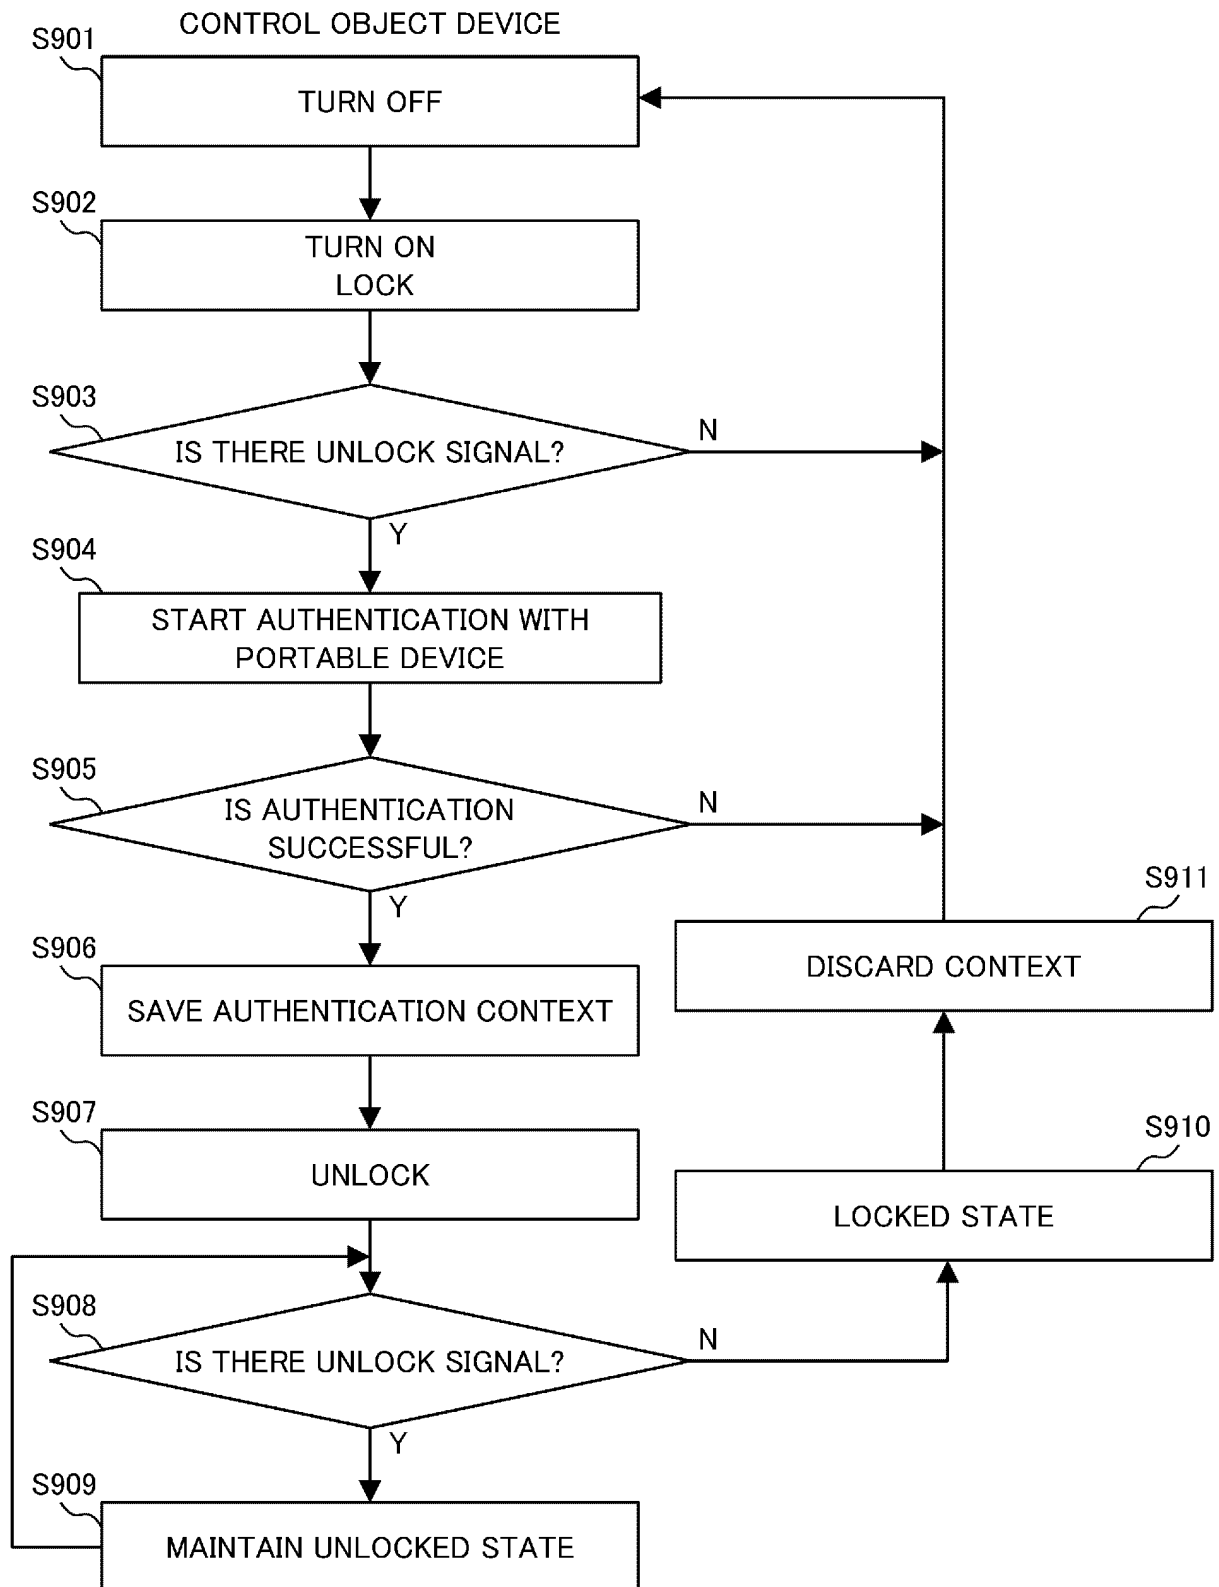 CONTROL OBJECT DEVICE
S901
TURN OFF
S902
TURN ON
LOCK
S903
IS THERE UNLOCK SIGNAL?
N
Y
S904
START AUTHENTICATION WITH
PORTABLE DEVICE
S905
IS AUTHENTICATION
SUCCESSFUL?
N
Y
S906
SAVE AUTHENTICATION CONTEXT
S907
UNLOCK
S908
IS THERE UNLOCK SIGNAL?
N
Y
S909
MAINTAIN UNLOCKED STATE
S910
LOCKED STATE
S911
DISCARD CONTEXT